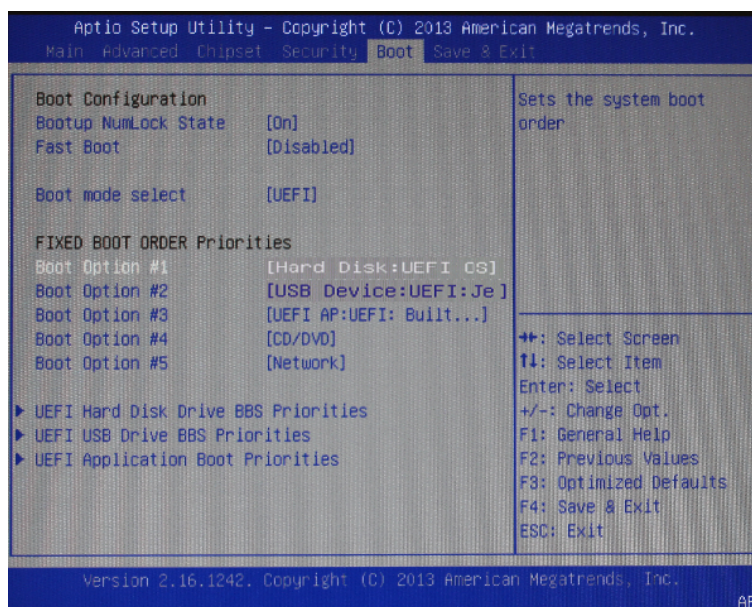 Aptio Setup Utility – Copyright (C) 2013 American Megatrends, Inc.
Main Advanced Chipset Security Boot Save & Exit
Boot Configuration
Bootup NumLock State [On]
Fast Boot [Disabled]
Boot mode select [UEFI]
FIXED BOOT ORDER Priorities
Boot Option #1 [Hard Disk:UEFI OS]
Boot Option #2 [USB Device:UEFI:Je]
Boot Option #3 [UEFI AP:UEFI: Built...]
Boot Option #4 [CD/DVD]
Boot Option #5 [Network]
UEFI Hard Disk Drive BBS Priorities
UEFI USB Drive BBS Priorities
UEFI Application Boot Priorities
Sets the system boot
order
→←: Select Screen
↑↓: Select Item
Enter: Select
+/-: Change Opt.
F1: General Help
F2: Previous Values
F3: Optimized Defaults
F4: Save & Exit
ESC: Exit
Version 2.16.1242. Copyright (C) 2013 American Megatrends, Inc.